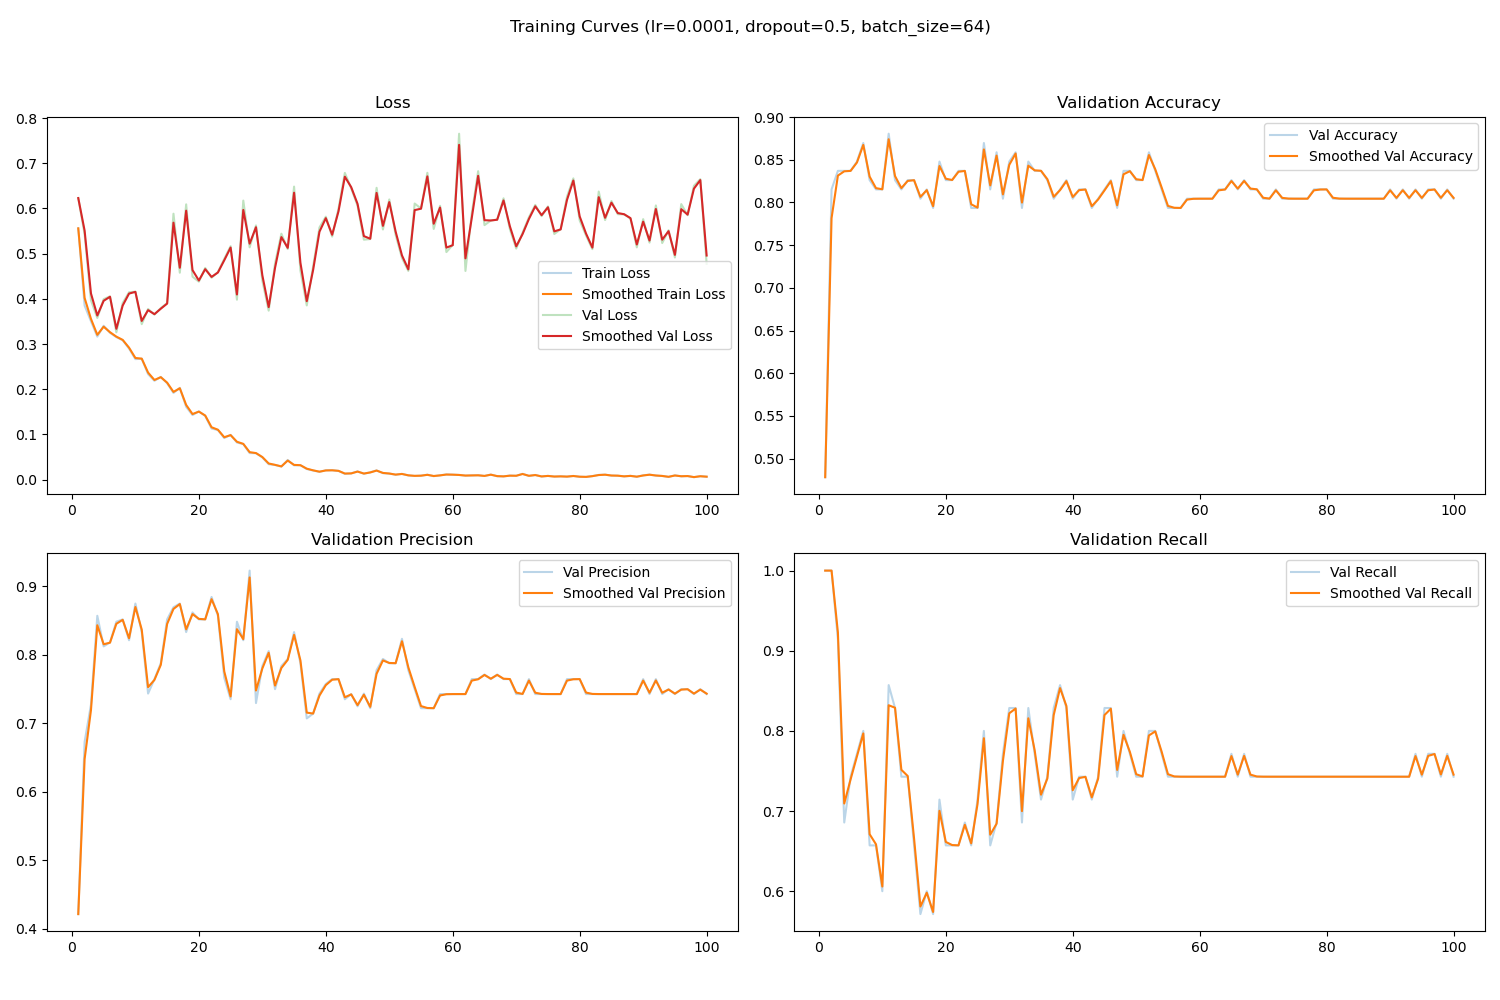 Training Curves (lr=0.0001, dropout=0.5, batch_size=64)
Loss
0.8
0.7
0.6
0.5
0.4
0.3
0.2
0.1
0.0
0 20 40 60 80 100
Train Loss
Smoothed Train Loss
Val Loss
Smoothed Val Loss
Validation Accuracy
0.90
0.85
0.80
0.75
0.70
0.65
0.60
0.55
0.50
0 20 40 60 80 100
Val Accuracy
Smoothed Val Accuracy
Validation Precision
0.9
0.8
0.7
0.6
0.5
0.4
0 20 40 60 80 100
Val Precision
Smoothed Val Precision
Validation Recall
1.0
0.9
0.8
0.7
0.6
0 20 40 60 80 100
Val Recall
Smoothed Val Recall